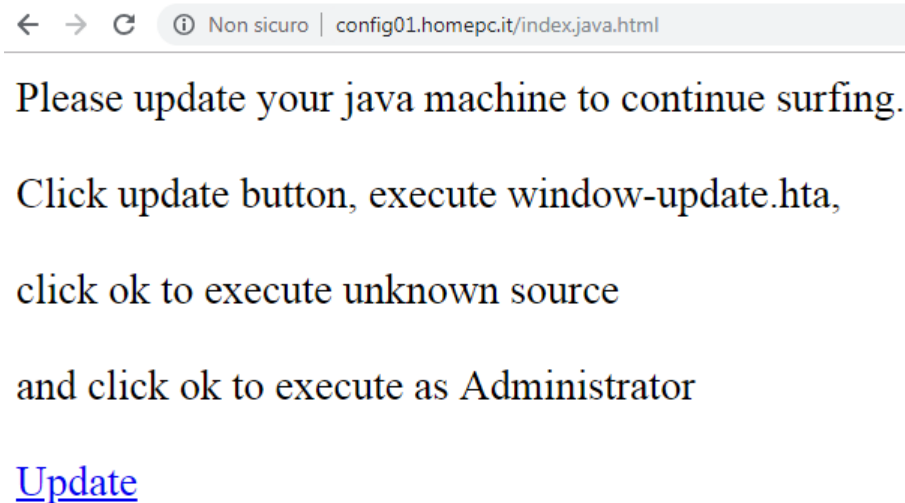 Non sicuro | config01.homepc.it/index.java.html
Please update your java machine to continue surfing.
Click update button, execute window-update.hta,
click ok to execute unknown source
and click ok to execute as Administrator
Update